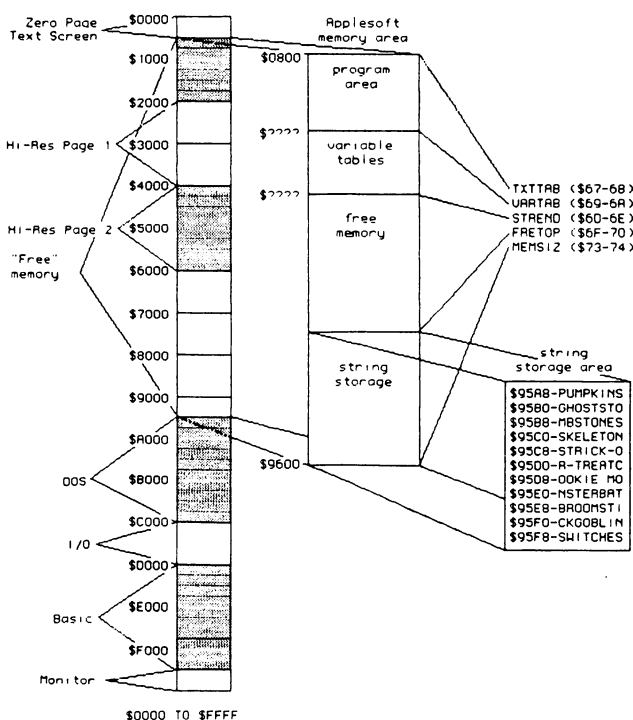 Zero Page
Text Screen
$0000
$1000
$2000
Hi-Res Page 1
$3000
$4000
Hi-Res Page 2
$5000
"Free"
memory
$6000
$7000
$8000
$9000
$A000
DOS
$B000
$C000
I/O
$D000
$E000
Basic
$F000
Monitor
$0000 TO $FFFF
Applesoft
memory area
$0800
program
area
$????
variable
tables
$????
free
memory
string
storage
$9600
TXTTAB ($67-68)
VARTAB ($69-6A)
STREND ($6D-6E)
FRETOP ($6F-70)
MEMSIZ ($73-74)
string
storage area
$95A8-PUMPKINS
$95B0-GHOSTSTO
$95B8-MBSTONES
$95C0-SKELETON
$95C8-STRICK-O
$95D0-R-TREATC
$95D8-OOKIE MO
$95E0-NSTERBAT
$95E8-BROOMSTI
$95F0-CKGOBLIN
$95F8-SWITCHES